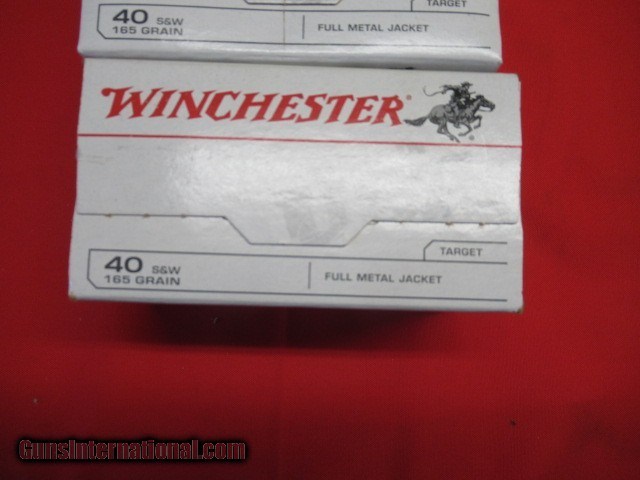 40 S&W
165 GRAIN
FULL METAL JACKET
TARGET
WINCHESTER
TARGET
40 S&W
165 GRAIN
FULL METAL JACKET
GunsInternational.com